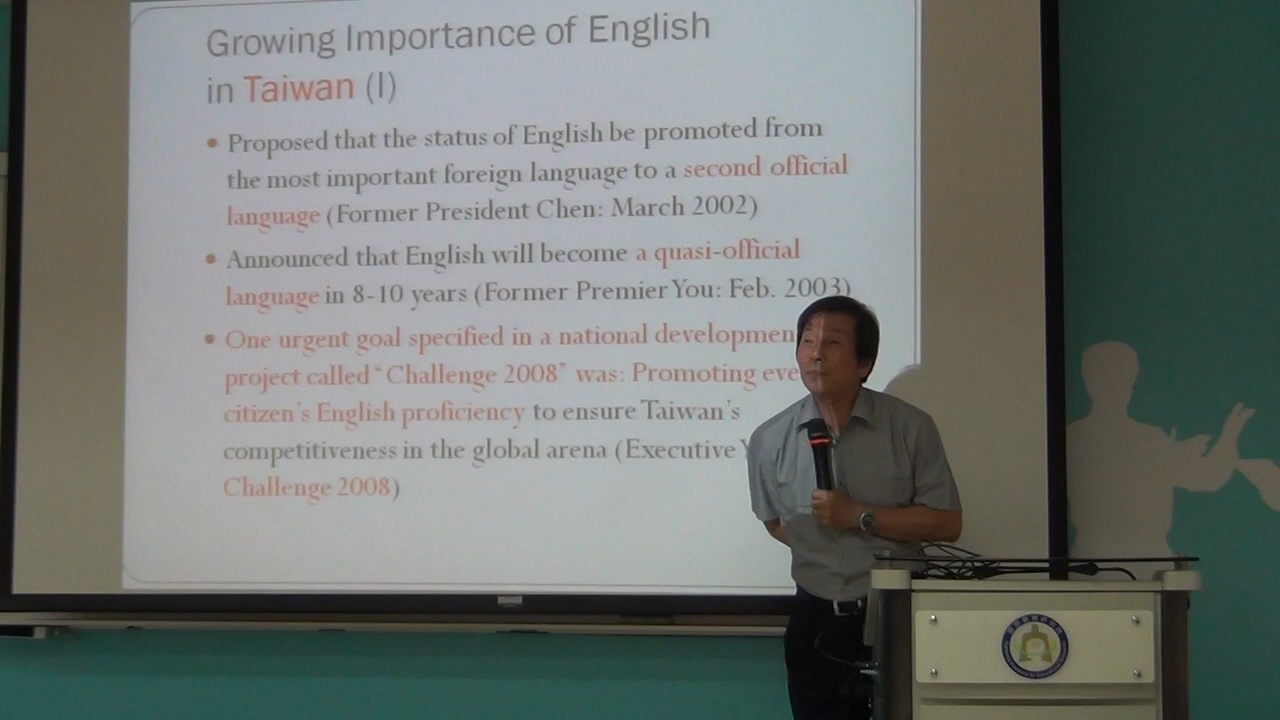 Growing Importance of English
in Taiwan (I)
• Proposed that the status of English be promoted from
the most important foreign language to a second official
language (Former President Chen: March 2002)
• Announced that English will become a quasi-official
language in 8-10 years (Former Premier You: Feb. 2003)
• One urgent goal specified in a national
project called “Challenge 2008” was: Promoting
citizen’s English proficiency to ensure Taiwan’s
competitiveness in the global arena (Executive
Challenge 2008)